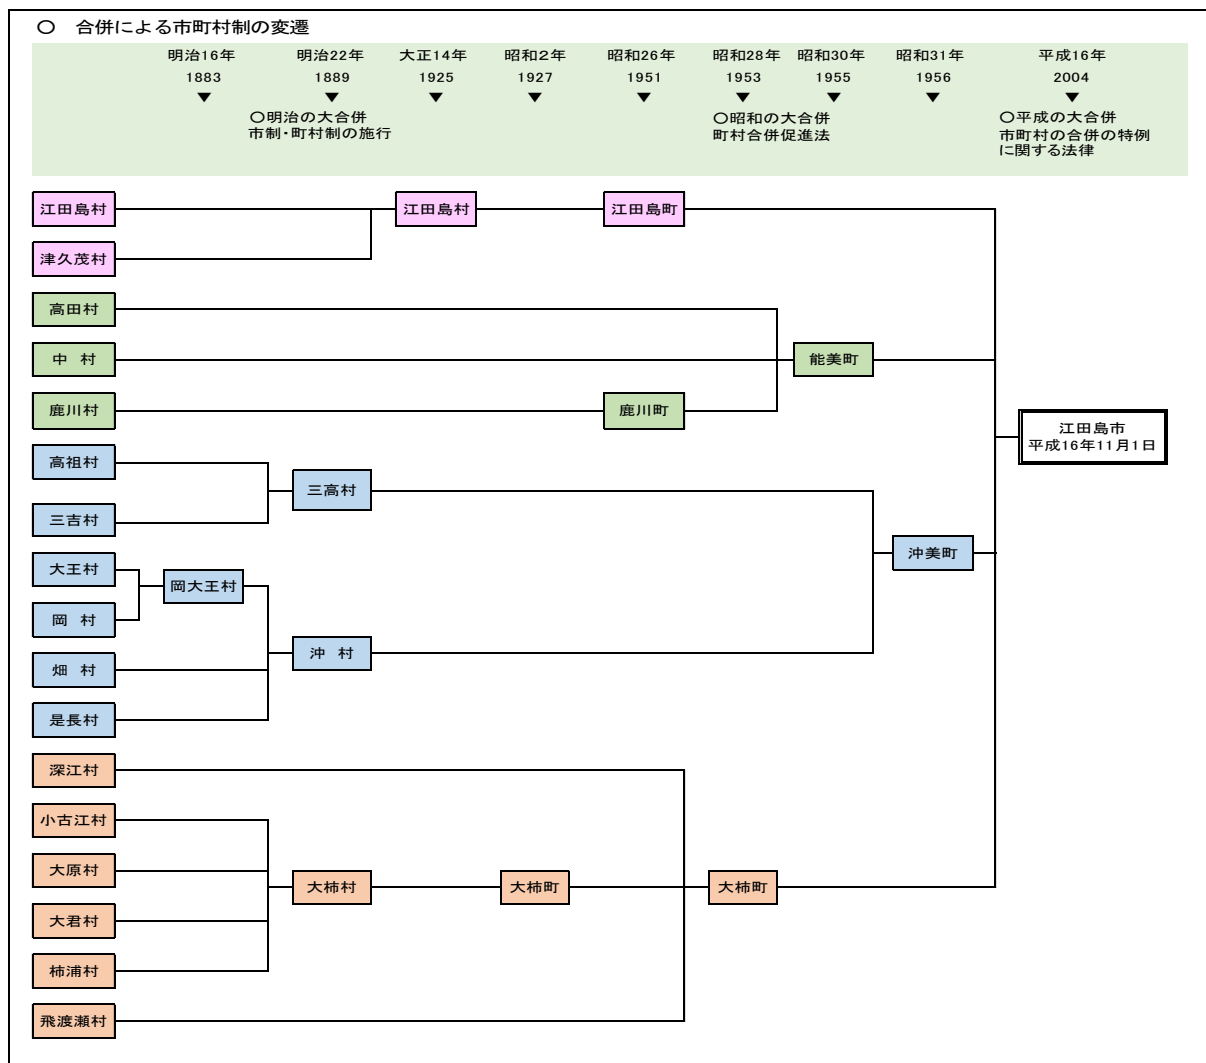 ○ 合併による市町村制の変遷
明治16年 明治22年 大正14年 昭和2年 昭和26年 昭和28年 昭和30年 昭和31年 平成16年
1883 1889 1925 1927 1951 1953 1955 1956 2004
▼ ▼ ▼ ▼ ▼ ▼ ▼ ▼ ▼
○明治の大合併
市制・町村制の施行
○昭和の大合併
町村合併促進法
○平成の大合併
市町村の合併の特例
に関する法律
江田島村 江田島村 江田島町
津久茂村
高田村
中 村 能美町
鹿川村 鹿川町
江田島市
平成16年11月1日
高祖村
三高村
三吉村
大王村 岡大王村 沖美町
岡 村
沖 村
畑 村
是長村
深江村
小古江村
大原村 大柿村 大柿町 大柿町
大君村
柿浦村
飛渡瀬村